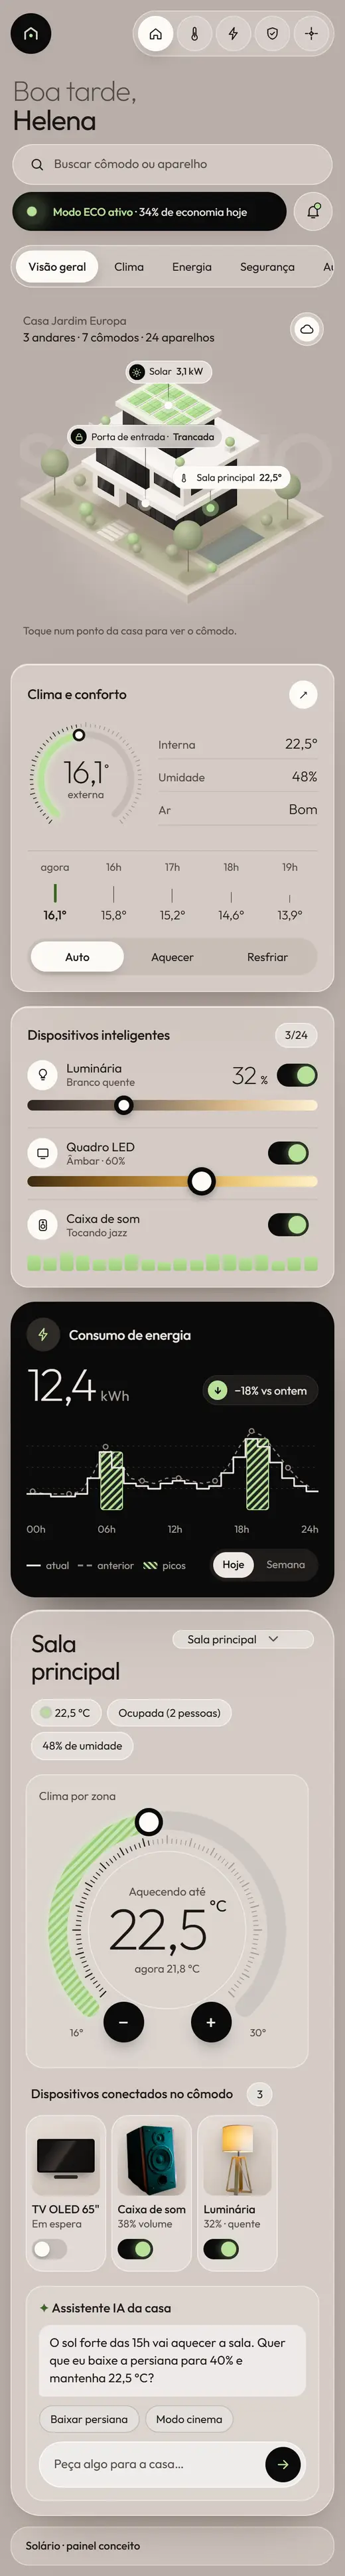 Boa tarde,
Helena
Buscar cômodo ou aparelho
Modo ECO ativo · 34% de economia hoje
Visão geral
Clima
Energia
Segurança
Casa Jardim Europa
3 andares · 7 cômodos · 24 aparelhos
Solar 3,1 kW
Porta de entrada · Trancada
Sala principal 22,5°
Toque num ponto da casa para ver o cômodo.
Clima e conforto
16,1°
externa
Interna 22,5°
Umidade 48%
Ar Bom
agora 16h 17h 18h 19h
16,1° 15,8° 15,2° 14,6° 13,9°
Auto Aquecer Resfriar
Dispositivos inteligentes 3/24
Luminária
Branco quente
32 %
Quadro LED
Âmbar · 60%
Caixa de som
Tocando jazz
Consumo de energia
12,4 kWh
−18% vs ontem
00h 06h 12h 18h 24h
atual anterior picos
Hoje Semana
Sala
principal
Sala principal
22,5 °C
Ocupada (2 pessoas)
48% de umidade
Clima por zona
Aquecendo até
22,5 °C
agora 21,8 °C
16° − + 30°
Dispositivos conectados no cômodo 3
TV OLED 65"
Em espera
Caixa de som
38% volume
Luminária
32% · quente
Assistente IA da casa
O sol forte das 15h vai aquecer a sala. Quer
que eu baixe a persiana para 40% e
mantenha 22,5 °C?
Baixar persiana
Modo cinema
Peça algo para a casa…
Solário · painel conceito